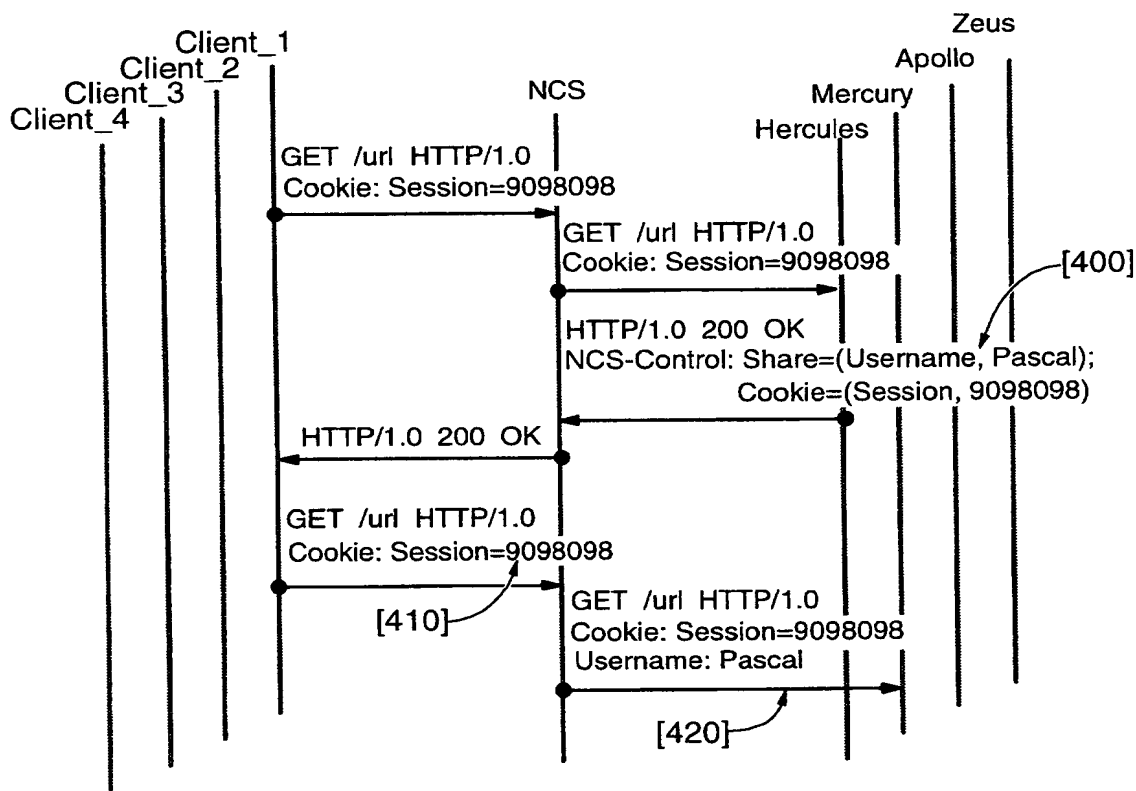 Zeus
Client_1
Apollo
Client_2
NCS
Mercury
Client_3
Hercules
Client_4
GET /url HTTP/1.0
Cookie: Session=9098098
GET /url HTTP/1.0
Cookie: Session=9098098
[400]
HTTP/1.0 200 OK
NCS-Control: Share=(Username, Pascal);
Cookie=(Session, 9098098)
HTTP/1.0 200 OK
GET /url HTTP/1.0
Cookie: Session=9098098
[410]
GET /url HTTP/1.0
Cookie: Session=9098098
Username: Pascal
[420]